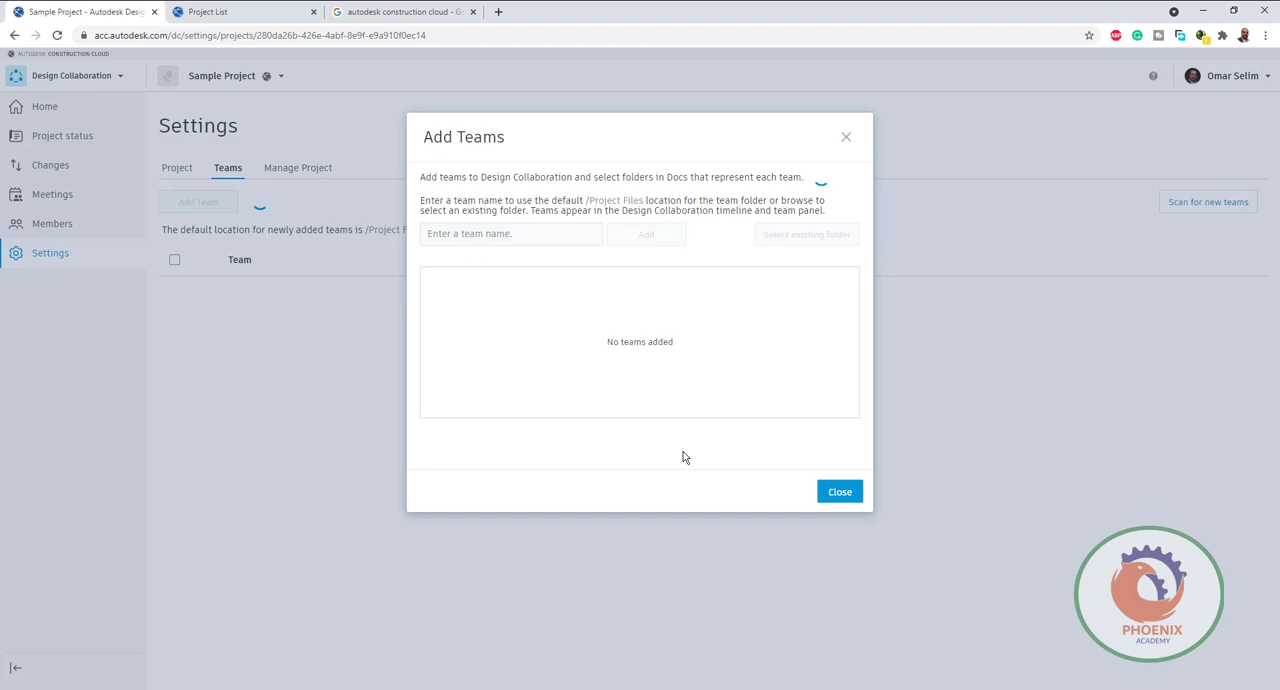 Sample Project - Autodesk Desig
Project List
autodesk construction cloud - G
acc.autodesk.com/dc/settings/projects/280da26b-426e-4abf-8e9f-e9a910f0ec14
AUTODESK CONSTRUCTION CLOUD
Design Collaboration
Sample Project
Omar Selim
Home
Project status
Changes
Meetings
Members
Settings
Settings
Project
Teams
Manage Project
Add Team
Scan for new teams
The default location for newly added teams is /Project F
Team
Add Teams
Add teams to Design Collaboration and select folders in Docs that represent each team.
Enter a team name to use the default /Project Files location for the team folder or browse to
select an existing folder. Teams appear in the Design Collaboration timeline and team panel.
Enter a team name.
Add
Select existing folder
No teams added
Close
PHOENIX
ACADEMY